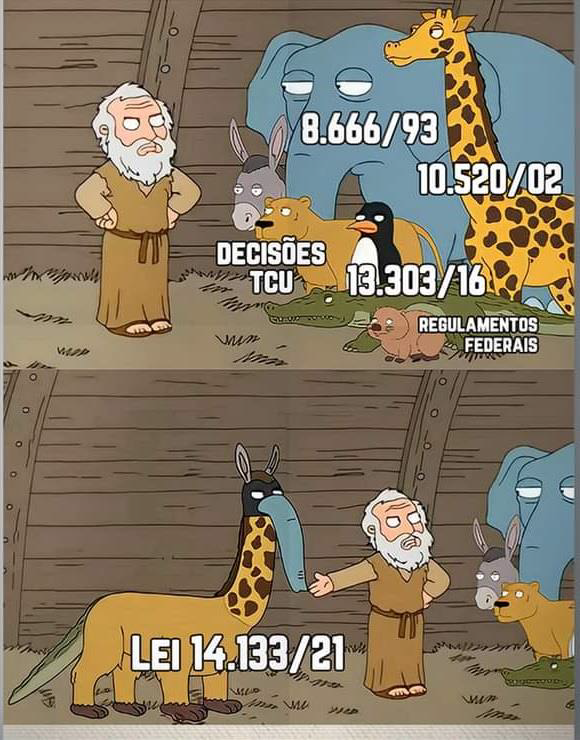 8.666/93
10.520/02
DECISÕES
TCU
13.303/16
REGULAMENTOS
FEDERAIS
LEI 14.133/21